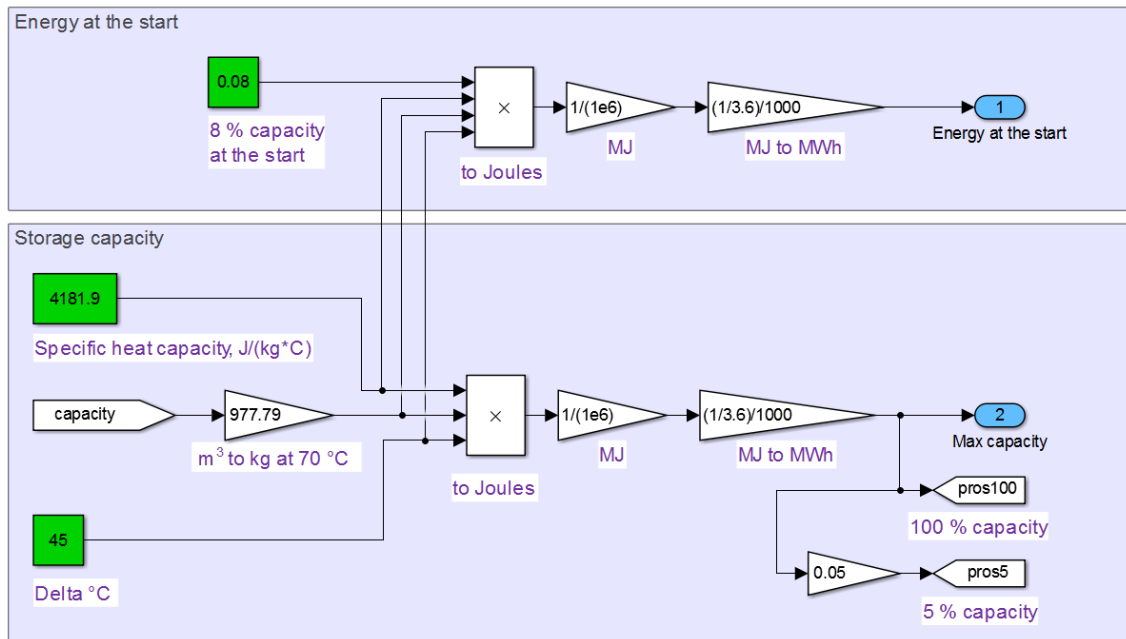 Energy at the start
0.08
8 % capacity
at the start
×
to Joules
1/(1e6)
MJ
(1/3.6)/1000
MJ to MWh
1
Energy at the start
Storage capacity
4181.9
Specific heat capacity, J/(kg*C)
capacity
977.79
m³ to kg at 70 °C
45
Delta °C
×
to Joules
1/(1e6)
MJ
(1/3.6)/1000
MJ to MWh
2
Max capacity
pros100
100 % capacity
0.05
pros5
5 % capacity